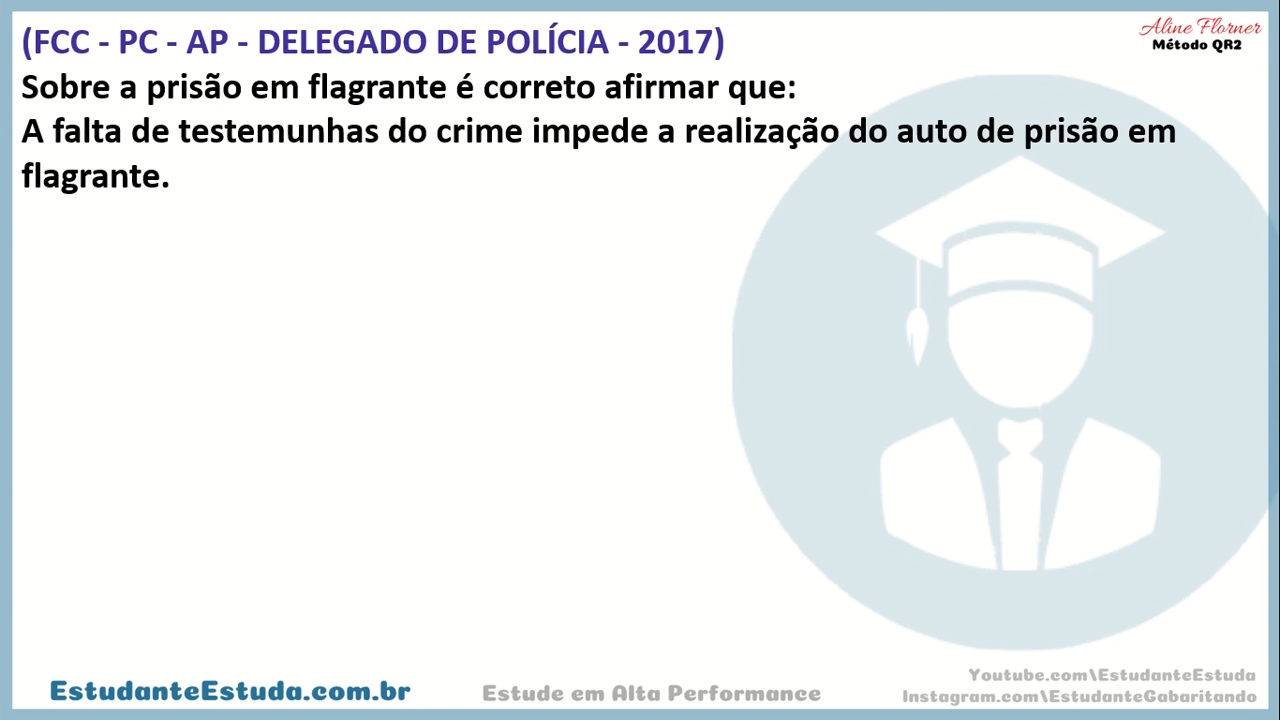 Aline Florner
Método QR2
(FCC - PC - AP - DELEGADO DE POLÍCIA - 2017)
Sobre a prisão em flagrante é correto afirmar que:
A falta de testemunhas do crime impede a realização do auto de prisão em
flagrante.
EstudanteEstuda.com.br
Estude em Alta Performance
Youtube.com\EstudanteEstuda
Instagram.com\EstudanteGabaritando